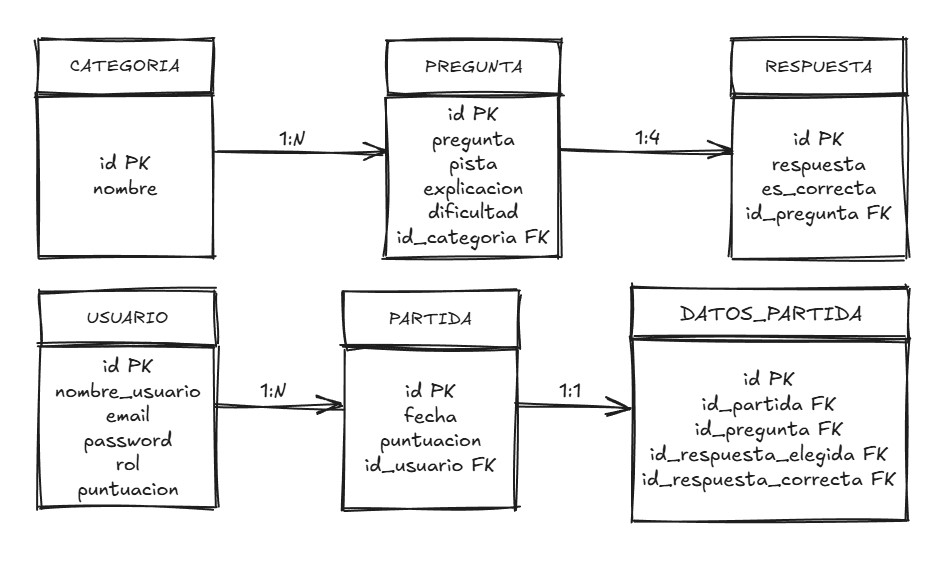 CATEGORIA
id PK
nombre
1:N
PREGUNTA
id PK
pregunta
pista
explicacion
dificultad
id_categoria FK
1:4
RESPUESTA
id PK
respuesta
es_correcta
id_pregunta FK
USUARIO
id PK
nombre_usuario
email
password
rol
puntuacion
1:N
PARTIDA
id PK
fecha
puntuacion
id_usuario FK
1:1
DATOS_PARTIDA
id PK
id_partida FK
id_pregunta FK
id_respuesta_elegida FK
id_respuesta_correcta FK